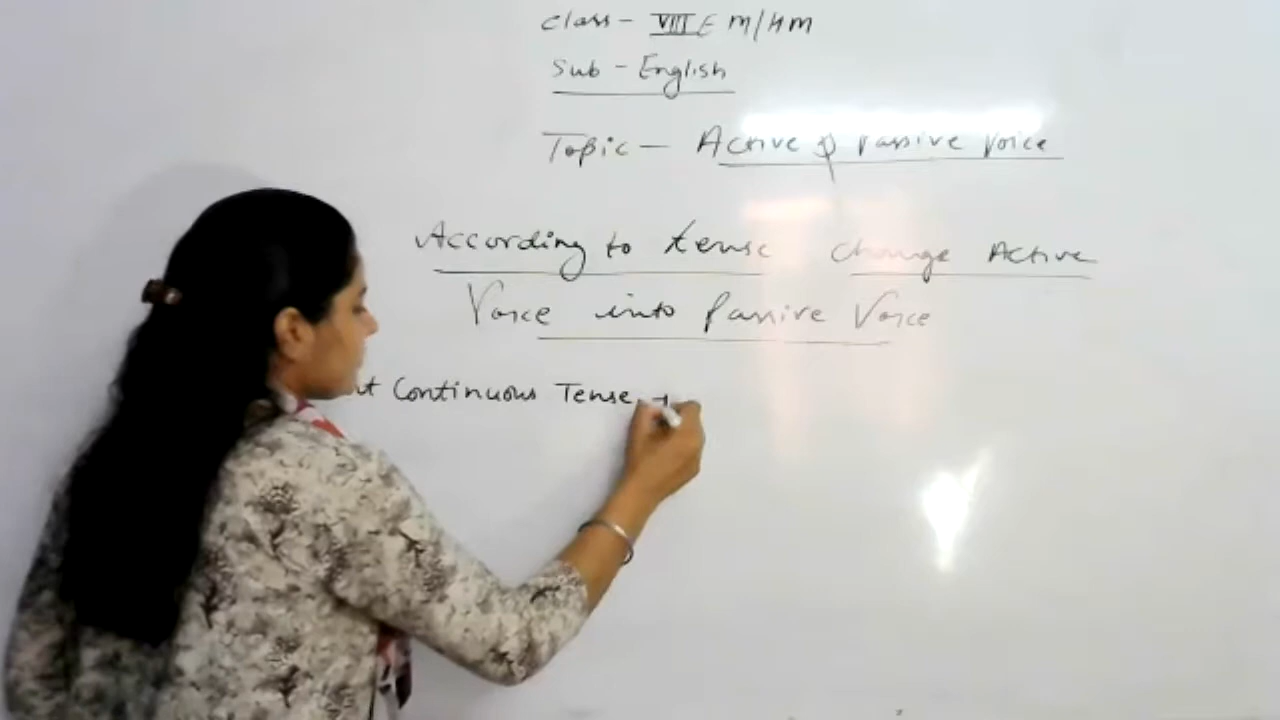 Class - VIII E M/HM
Sub - English
Topic - Active & Passive Voice
According to tense change Active
Voice into Passive Voice
Continuous Tense